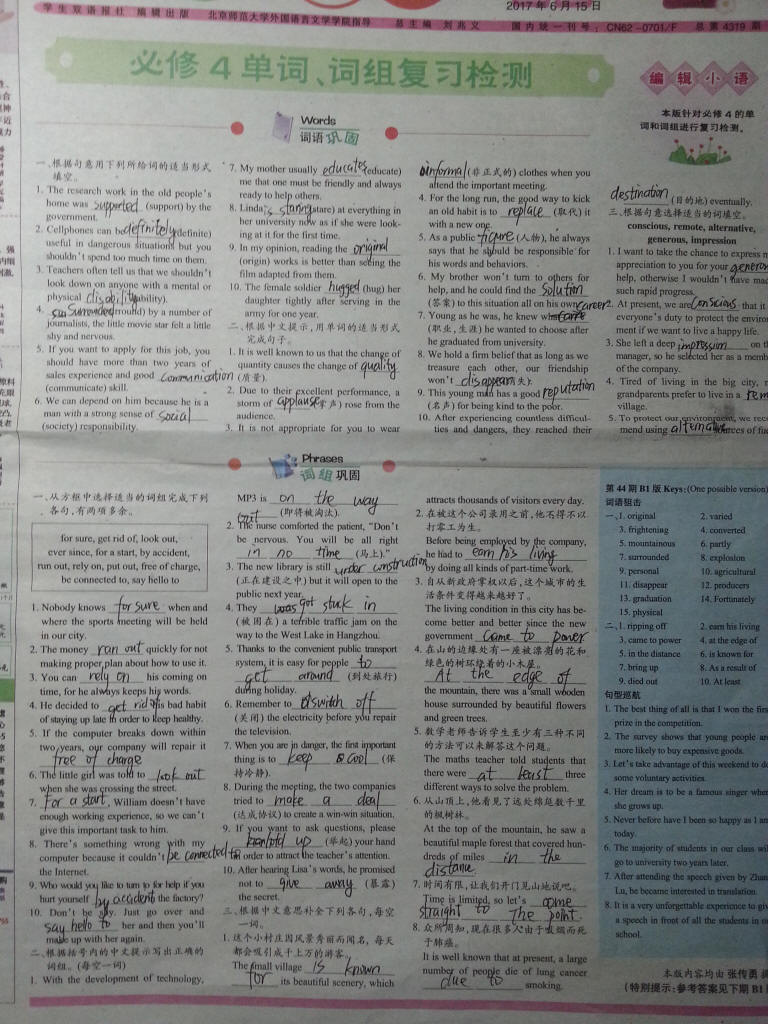 学生双语报社 编辑出版 北京师范大学外国语言文学学院指导 总主编 刘兆义
2017年6月15日
国内统一刊号:CN62-0701/F 总第4379期
必修4单词、词组复习检测
编辑小语
本版针对必修4的单
词和词组进行复习检测。
Words
词语巩固
一、根据句意用下列所给词的适当形式
填空。
1. The research work in the old people's
home was supported (support) by the
government.
2. Cellphones can be definitely (definite)
useful in dangerous situations but you
shouldn't spend too much time on them.
3. Teachers often tell us that we shouldn't
look down on anyone with a mental or
physical disability
4. surrounded by a number of
journalists, the little movie star felt a little
shy and nervous.
5. If you want to apply for this job, you
should have more than two years of
sales experience and good communication
(communicate) skill.
6. We can depend on him because he is a
man with a strong sense of social
(society) responsibility.
7. My mother usually educates (educate)
me that one must be friendly and always
ready to help others.
8. Linda's staring (stare) at everything in
her university now as if she were look-
ing at it for the first time.
9. In my opinion, reading the original
(origin) works is better than seeing the
film adapted from them.
10. The female soldier hugged (hug) her
daughter tightly after serving in the
army for one year.
二、根据中文提示,用单词的适当形式
完成句子。
1. It is well known to us that the change of
quantity causes the change of quality
(质量).
2. Due to their excellent performance, a
storm of applause (掌声) rose from the
audience.
3. It is not appropriate for you to wear
informal (非正式的) clothes when you
attend the important meeting.
4. For the long run, the good way to kick
an old habit is to replace (取代) it
with a new one.
5. As a public figure (人物), he always
says that he should be responsible for
his words and behaviors.
6. My brother won't turn to others for
help, and he could find the solution
(答案) to this situation all on his own.
7. Young as he was, he knew what career
(职业,生涯) he wanted to choose after
he graduated from university.
8. We hold a firm belief that as long as we
treasure each other, our friendship
won't disappear
9. This young man has a good reputation
(名声) for being kind to the poor.
10. After experiencing countless difficul-
ties and dangers, they reached their
destination (目的地) eventually.
三、根据句意选择适当的词填空。
conscious, remote, alternative,
generous, impression
1. I want to take the chance to express m
appreciation to you for your generous
help, otherwise I wouldn't have mad
such rapid progress.
2. At present, we are conscious that it
everyone's duty to protect the environ
ment if we want to live a happy life.
3. She left a deep impression on th
manager, so he selected her as a membe
of the company.
4. Tired of living in the big city, m
grandparents prefer to live in a rem
village.
5. To protect our environment, we recom
mend using alternative sources of fue
Phrases
词组巩固
一、从方框中选择适当的词组完成下列
各句,有两项多余。
for sure, get rid of, look out,
ever since, for a start, by accident,
run out, rely on, put out, free of charge,
be connected to, say hello to
1. Nobody knows for sure when and
where the sports meeting will be held
in our city.
2. The money ran out quickly for not
making proper plan about how to use it.
3. You can rely on his coming on
time, for he always keeps his words.
4. He decided to get rid of his bad habit
of staying up late in order to keep healthy.
5. If the computer breaks down within
two years, our company will repair it
free of charge
6. The little girl was told to look out
when she was crossing the street.
7. For a start, William doesn't have
enough working experience, so we can't
give this important task to him.
8. There's something wrong with my
computer because it couldn't be connected to
the Internet.
9. Who would you like to turn to for help if you
hurt yourself by accident the factory?
10. Don't be shy. Just go over and
say hello to her and then you'll
made up with her again.
二、根据括号内的中文提示写出正确的
词组。(每空一词)
1. With the development of technology,
MP3 is on the way
out (即将被淘汰).
2. The nurse comforted the patient, "Don't
be nervous. You will be all right
in no time (马上)."
3. The new library is still under construction
(正在建设之中) but it will open to the
public next year.
4. They got stuck in
(被困在) a terrible traffic jam on the
way to the West Lake in Hangzhou.
5. Thanks to the convenient public transport
system, it is easy for people to
get around (到处旅行)
during holiday.
6. Remember to switch off
(关闭) the electricity before you repair
the television.
7. When you are in danger, the first important
thing is to keep cool (保
持冷静).
8. During the meeting, the two companies
tried to make a deal
(达成协议) to create a win-win situation.
9. If you want to ask questions, please
hold up (举起) your hand
in order to attract the teacher's attention.
10. After hearing Lisa's words, he promised
not to give away (暴露)
the secret.
三、根据中文意思补全下列各句,每空
一词。
1. 这个小村庄因风景秀丽而闻名,每天
都会吸引成千上万的游客。
The small village is known
for its beautiful scenery, which
attracts thousands of visitors every day.
2. 在被这个公司录用之前,他不得不以
打零工为生。
Before being employed by the company,
he had to earn his living
by doing all kinds of part-time work.
3. 自从新政府掌权以后,这个城市的生
活条件变得越来越好了。
The living condition in this city has be-
come better and better since the new
government came to power
4. 在山的边缘处有一座被漂亮的花和
绿色的树环绕着的小木屋。
At the edge of
the mountain, there was a small wooden
house surrounded by beautiful flowers
and green trees.
5. 数学老师告诉学生至少有三种不同
的方法可以来解答这个问题。
The maths teacher told students that
there were at least three
different ways to solve the problem.
6. 从山顶上,他看见了远处绵延数千里
的枫树林。
At the top of the mountain, he saw a
beautiful maple forest that covered hun-
dreds of miles in the
distance
7. 时间有限,让我们开门见山地说吧。
Time is limited, so let's come
straight to The point.
8. 众所周知,现在很多人由于吸烟而死
于肺癌。
It is well known that at present, a large
number of people die of lung cancer
due to smoking.
第44期B1版Keys:(One possible version)
词语狙击
一、1. original 2. varied
3. frightening 4. converted
5. mountainous 6. partly
7. surrounded 8. explosion
9. personal 10. agricultural
11. disappear 12. producers
13. graduation 14. Fortunately
15. physical
二、1. ripping off 2. earn his living
3. came to power 4. at the edge of
5. in the distance 6. is known for
7. bring up 8. As a result of
9. died out 10. At least
句型巡航
1. The best thing of all is that I won the firs
prize in the competition.
2. The survey shows that young people are
more likely to buy expensive goods.
3. Let's take advantage of this weekend to do
some voluntary activities.
4. Her dream is to be a famous singer when
she grows up.
5. Never before have I been so happy as I am
today.
6. The majority of students in our class will
go to university two years later.
7. After attending the speech given by Zhan
Lu, he became interested in translation.
8. It is a very unforgettable experience to giv
a speech in front of all the students in ou
school.
本版内容均由 张传勇
(特别提示:参考答案见下期B1